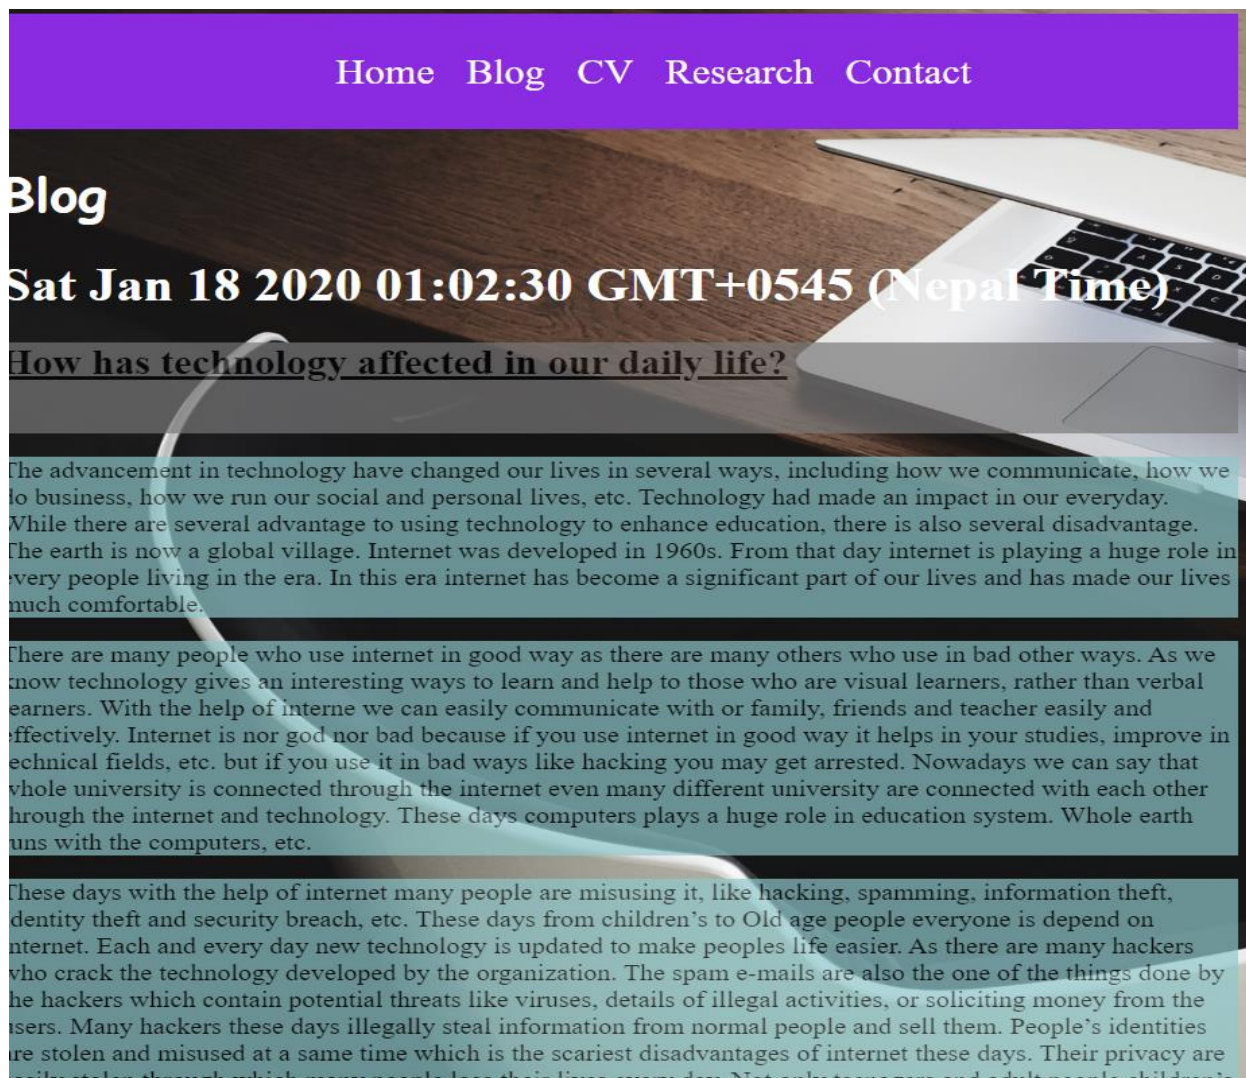 Home Blog CV Research Contact
Blog
Sat Jan 18 2020 01:02:30 GMT+0545 (Nepal Time)
How has technology affected in our daily life?
The advancement in technology have changed our lives in several ways, including how we communicate, how we
do business, how we run our social and personal lives, etc. Technology had made an impact in our everyday.
While there are several advantage to using technology to enhance education, there is also several disadvantage.
The earth is now a global village. Internet was developed in 1960s. From that day internet is playing a huge role in
every people living in the era. In this era internet has become a significant part of our lives and has made our lives
much comfortable.
There are many people who use internet in good way as there are many others who use in bad other ways. As we
know technology gives an interesting ways to learn and help to those who are visual learners, rather than verbal
learners. With the help of interne we can easily communicate with or family, friends and teacher easily and
effectively. Internet is nor god nor bad because if you use internet in good way it helps in your studies, improve in
technical fields, etc. but if you use it in bad ways like hacking you may get arrested. Nowadays we can say that
whole university is connected through the internet even many different university are connected with each other
through the internet and technology. These days computers plays a huge role in education system. Whole earth
runs with the computers, etc.
These days with the help of internet many people are misusing it, like hacking, spamming, information theft,
identity theft and security breach, etc. These days from children’s to Old age people everyone is depend on
internet. Each and every day new technology is updated to make peoples life easier. As there are many hackers
who crack the technology developed by the organization. The spam e-mails are also the one of the things done by
the hackers which contain potential threats like viruses, details of illegal activities, or soliciting money from the
users. Many hackers these days illegally steal information from normal people and sell them. People’s identities
are stolen and misused at a same time which is the scariest disadvantages of internet these days. Their privacy are